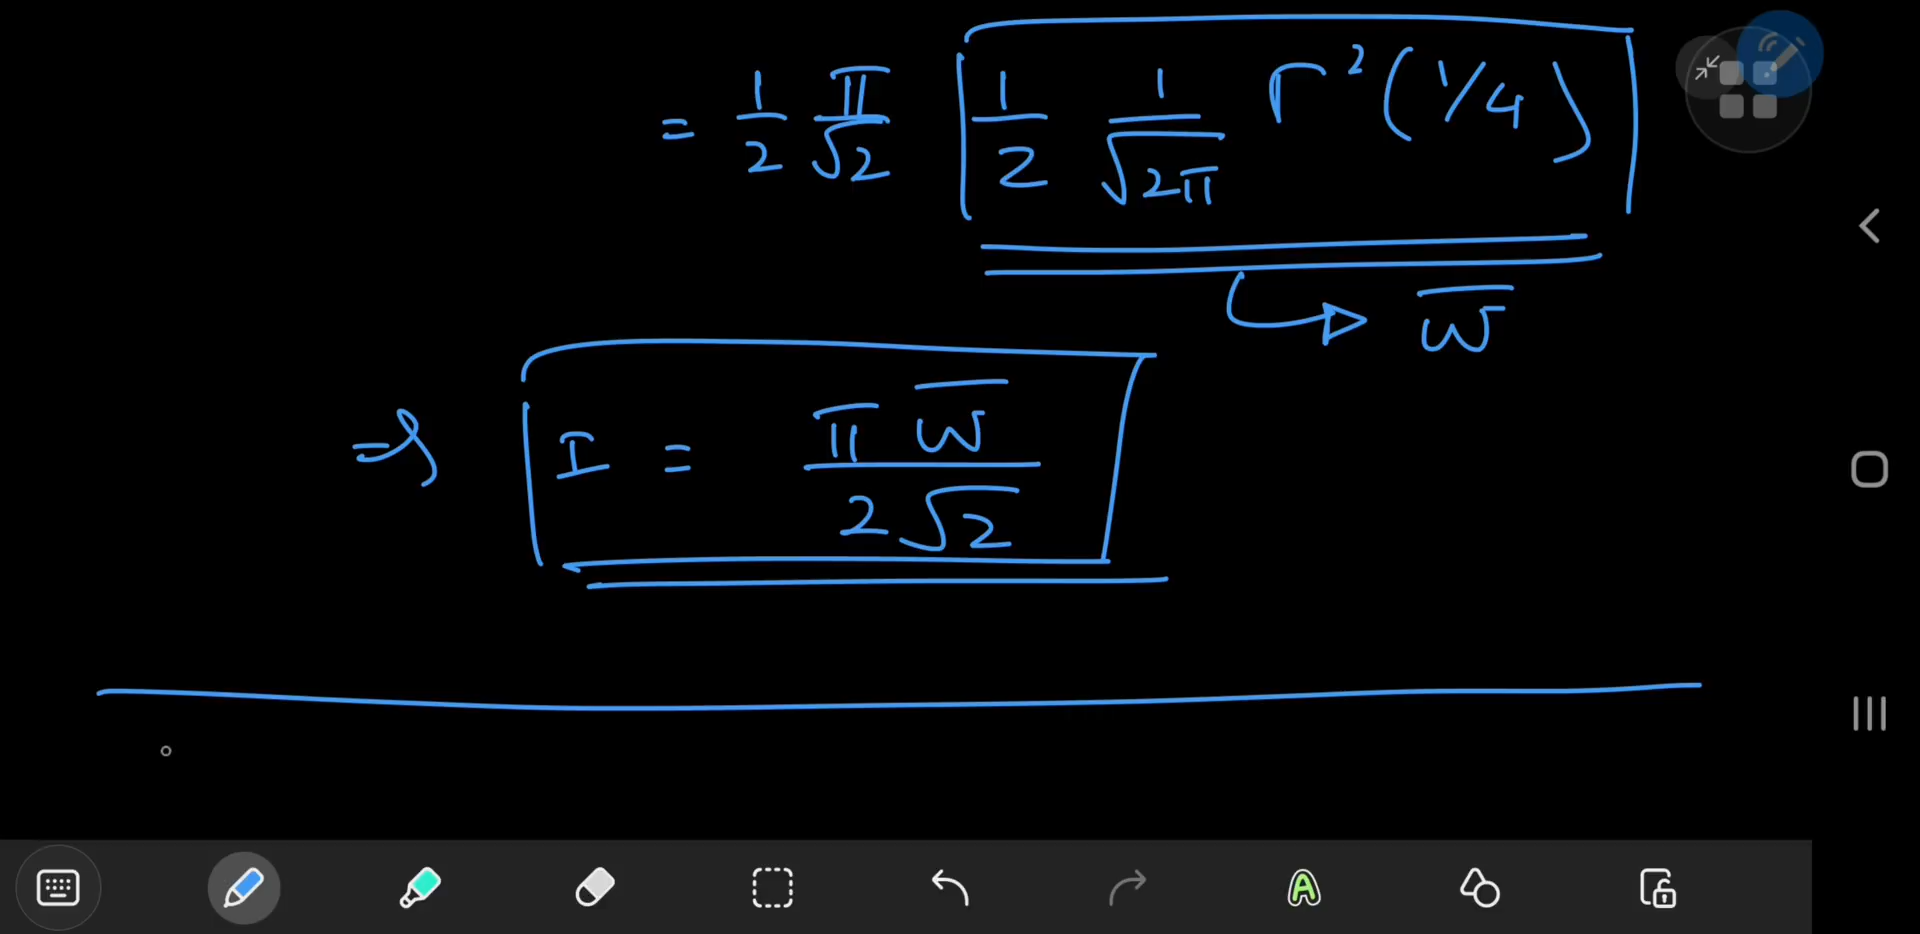 = 1/2 π/√2 [1/2 1/√2π Γ²(1/4)]
→ ϖ
⇒ I = πϖ/2√2
A